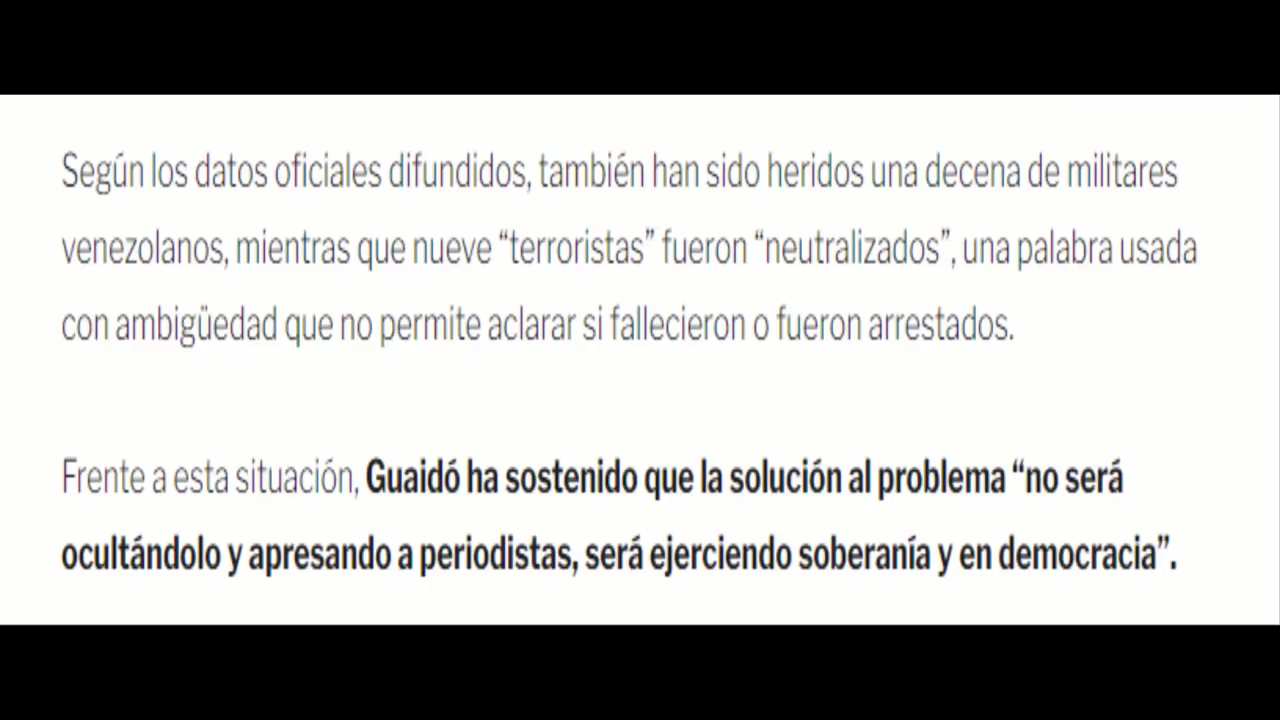 Según los datos oficiales difundidos, también han sido heridos una decena de militares
venezolanos, mientras que nueve “terroristas” fueron “neutralizados”, una palabra usada
con ambigüedad que no permite aclarar si fallecieron o fueron arrestados.
Frente a esta situación, Guaidó ha sostenido que la solución al problema “no será
ocultándolo y apresando a periodistas, será ejerciendo soberanía y en democracia”.